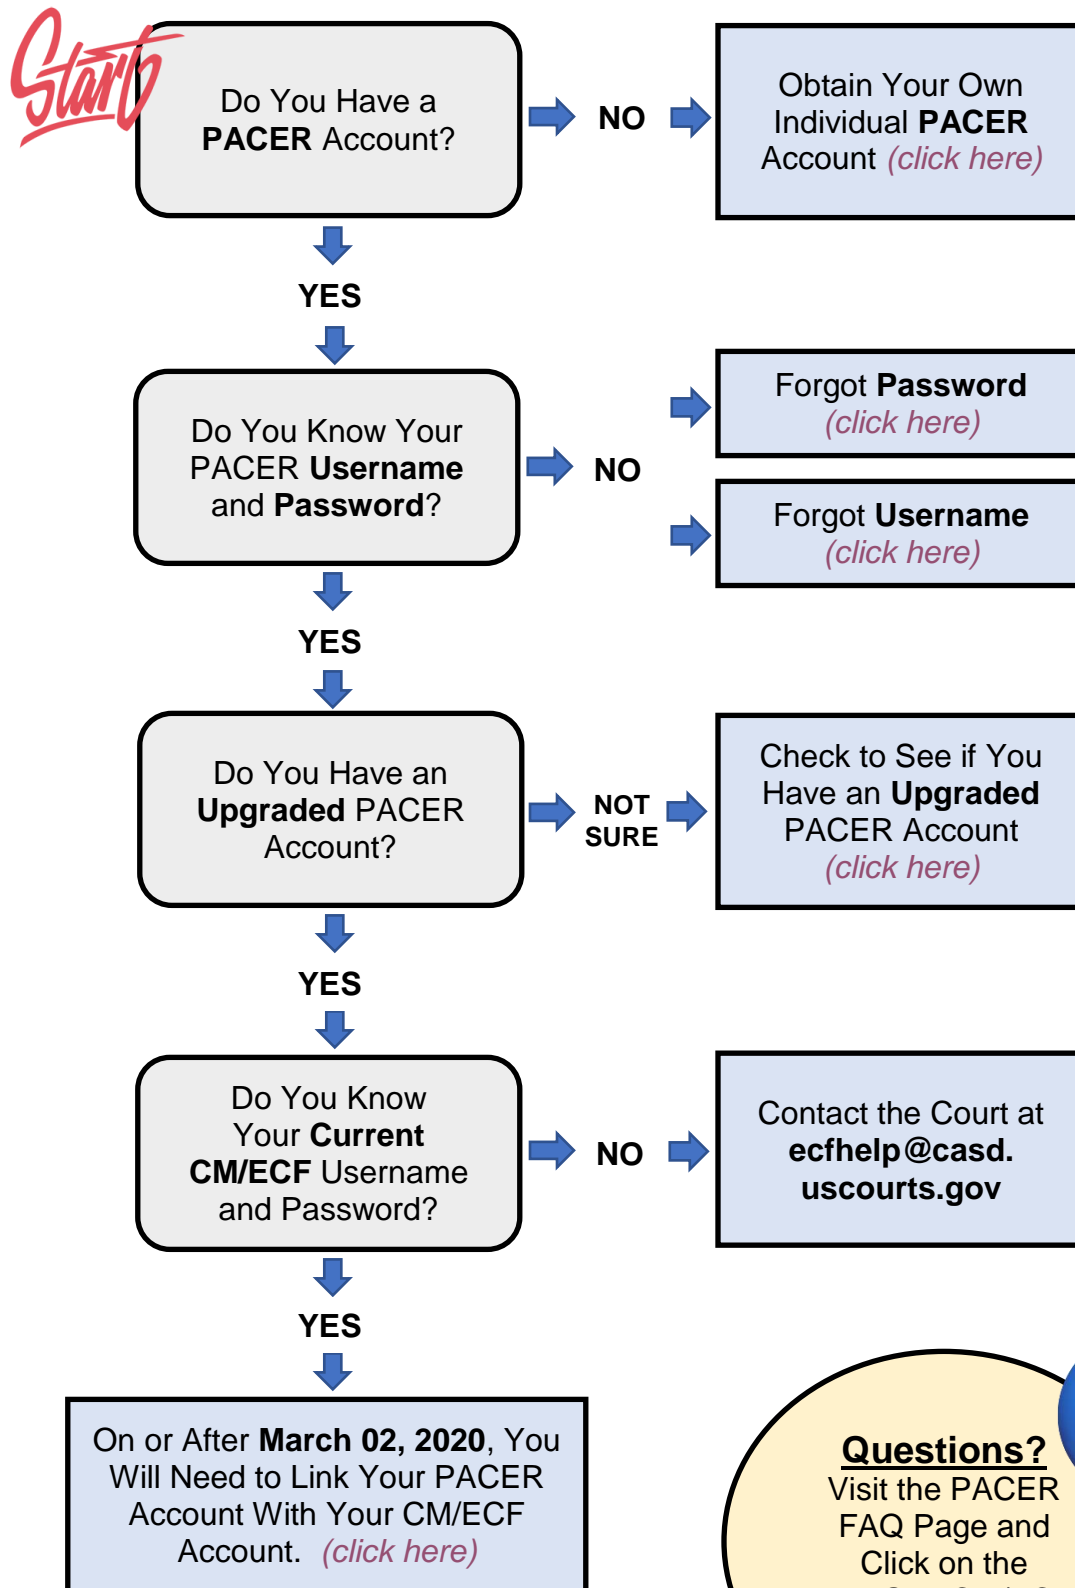 Start
Do You Have a
PACER Account?
NO
Obtain Your Own
Individual PACER
Account (click here)
YES
Do You Know Your
PACER Username
and Password?
NO
Forgot Password
(click here)
Forgot Username
(click here)
YES
Do You Have an
Upgraded PACER
Account?
NOT
SURE
Check to See if You
Have an Upgraded
PACER Account
(click here)
YES
Do You Know
Your Current
CM/ECF Username
and Password?
NO
Contact the Court at
ecfhelp@casd.
uscourts.gov
YES
On or After March 02, 2020, You
Will Need to Link Your PACER
Account With Your CM/ECF
Account. (click here)
Questions?
Visit the PACER
FAQ Page and
Click on the